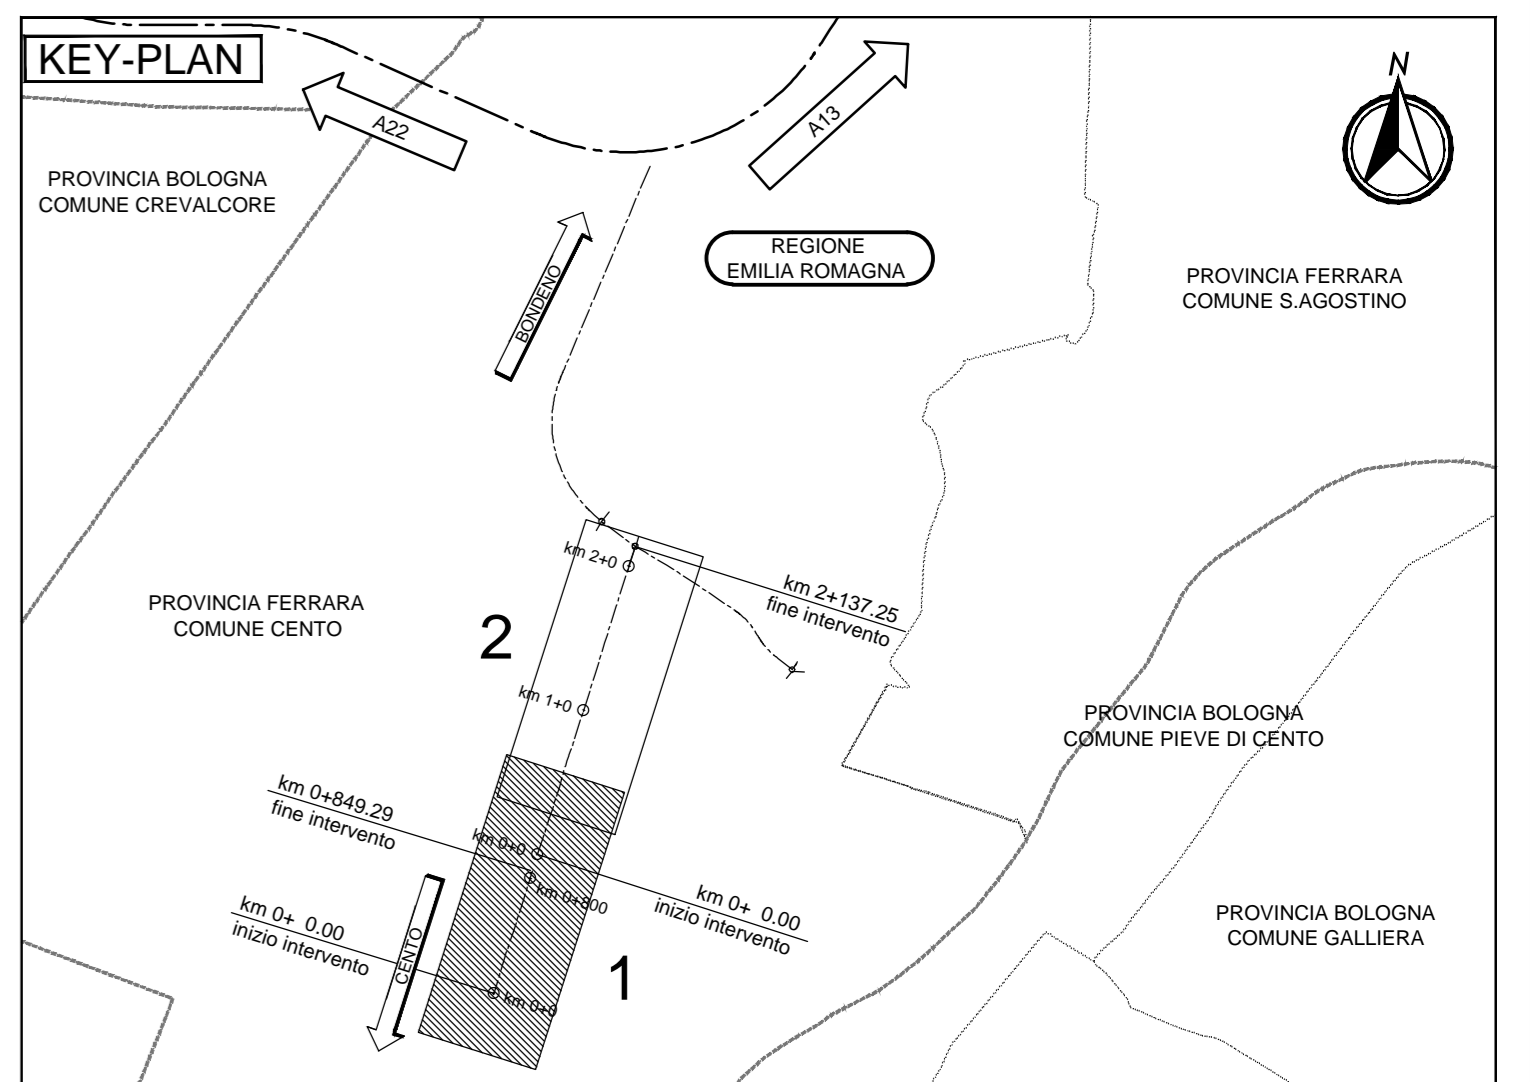 KEY-PLAN
N
A22
A13
PROVINCIA BOLOGNA
COMUNE CREVALCORE
BONDENO
REGIONE
EMILIA ROMAGNA
PROVINCIA FERRARA
COMUNE S.AGOSTINO
km 2+0
km 2+137.25
fine intervento
PROVINCIA FERRARA
COMUNE CENTO
2
km 1+0
PROVINCIA BOLOGNA
COMUNE PIEVE DI CENTO
km 0+849.29
fine intervento
km 0+0
km 0+800
km 0+ 0.00
inizio intervento
km 0+ 0.00
inizio intervento
CENTO
1
km 0+0
PROVINCIA BOLOGNA
COMUNE GALLIERA